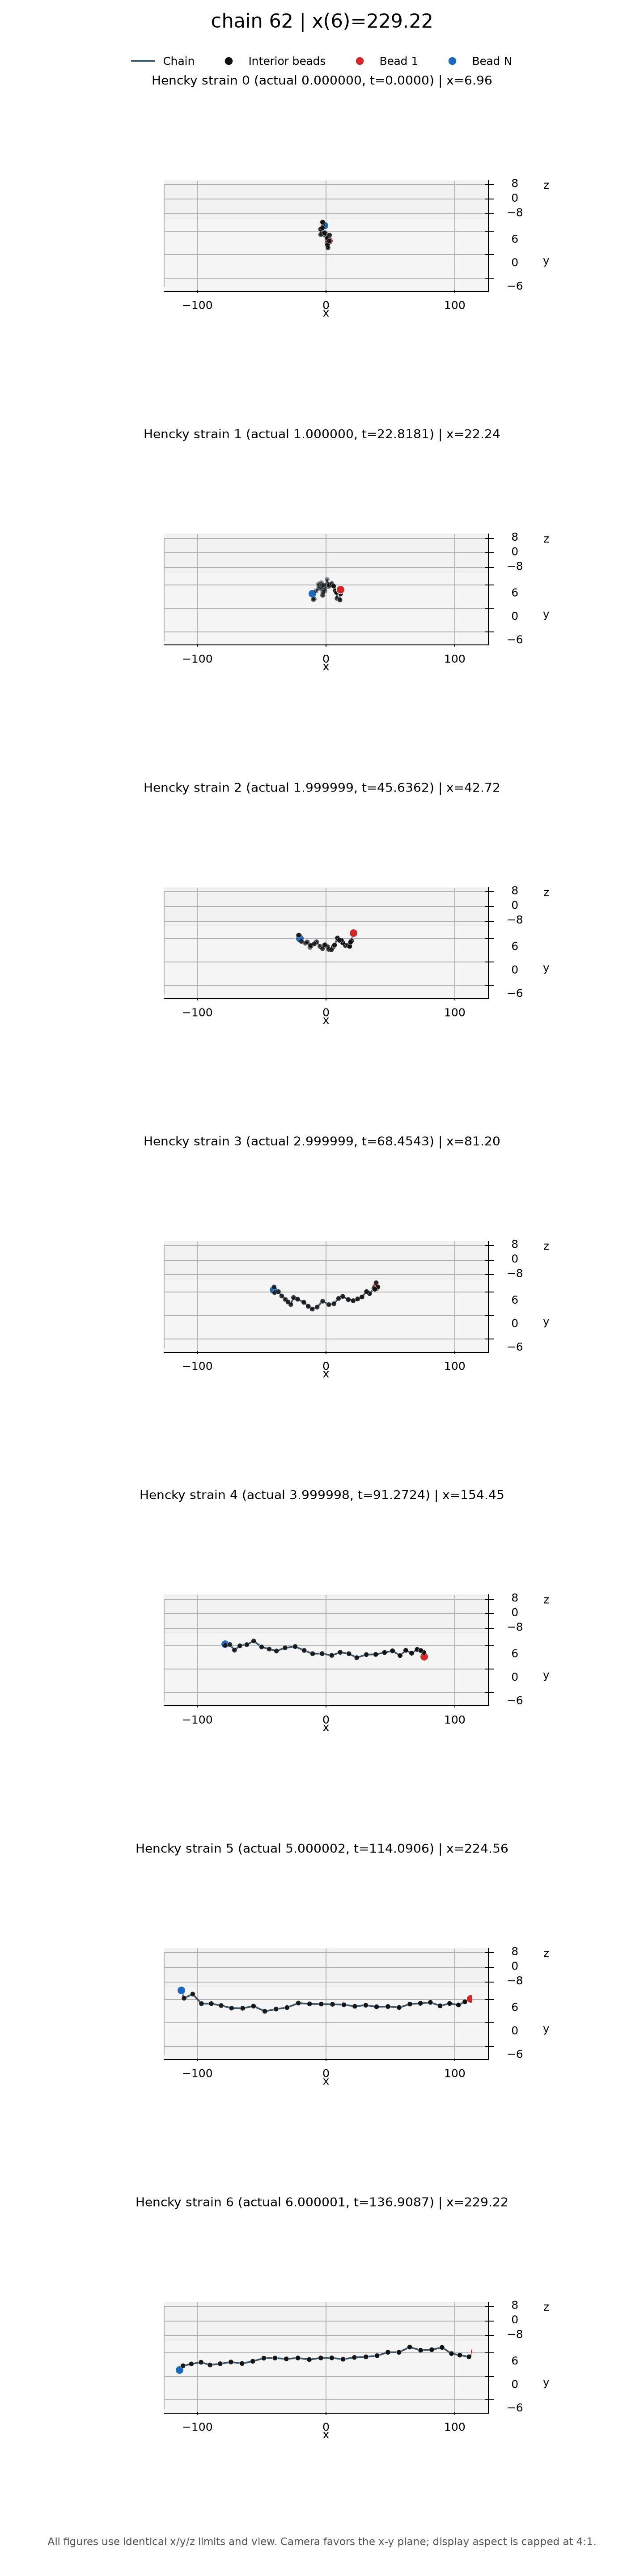 chain 62 | x(6)=229.22
Chain Interior beads Bead 1 Bead N
Hencky strain 0 (actual 0.000000, t=0.0000) | x=6.96
8 z
0
−8
6
0 y
−6
−100 0 100
x
Hencky strain 1 (actual 1.000000, t=22.8181) | x=22.24
8 z
0
−8
6
0 y
−6
−100 0 100
x
Hencky strain 2 (actual 1.999999, t=45.6362) | x=42.72
8 z
0
−8
6
0 y
−6
−100 0 100
x
Hencky strain 3 (actual 2.999999, t=68.4543) | x=81.20
8 z
0
−8
6
0 y
−6
−100 0 100
x
Hencky strain 4 (actual 3.999998, t=91.2724) | x=154.45
8 z
0
−8
6
0 y
−6
−100 0 100
x
Hencky strain 5 (actual 5.000002, t=114.0906) | x=224.56
8 z
0
−8
6
0 y
−6
−100 0 100
x
Hencky strain 6 (actual 6.000001, t=136.9087) | x=229.22
8 z
0
−8
6
0 y
−6
−100 0 100
x
All figures use identical x/y/z limits and view. Camera favors the x-y plane; display aspect is capped at 4:1.